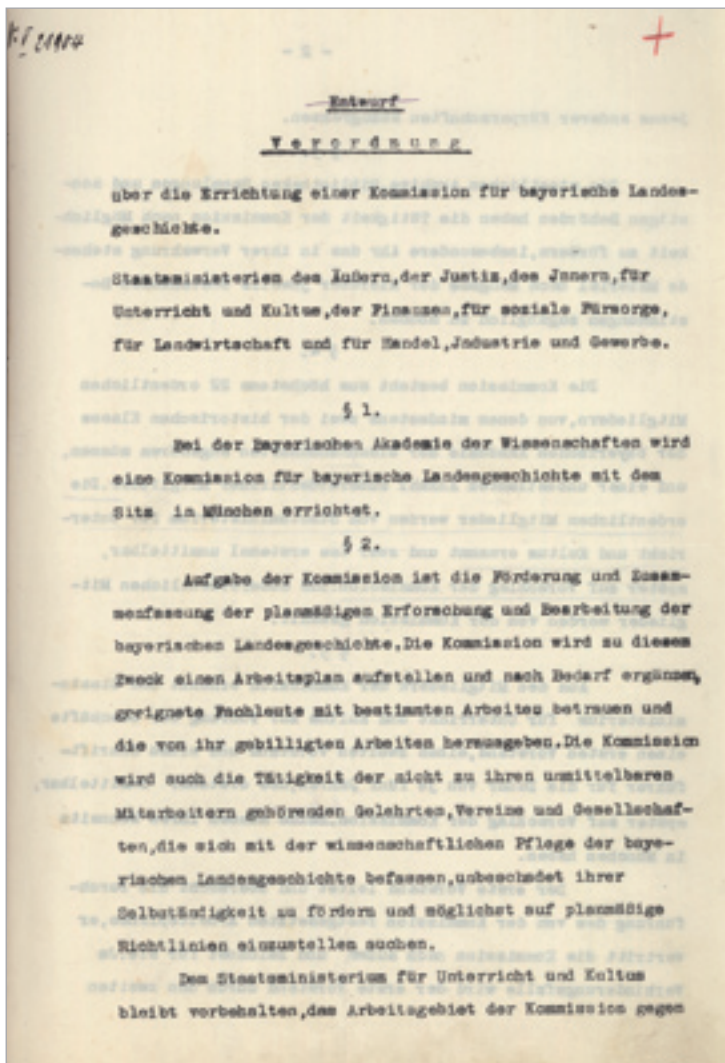 - Entwurf -
Verordnung
über die Errichtung einer Kommission für bayerische Landes-
geschichte.
Staatsministerien des Äußern,der Justiz,des Jnnern,für
Unterricht und Kultus,der Finanzen,für soziale Fürsorge,
für Landwirtschaft und für Handel,Jndustrie und Gewerbe.
§ 1.
Bei der Bayerischen Akademie der Wissenschaften wird
eine Kommission für bayerische Landesgeschichte mit dem
Sitz in München errichtet.
§ 2.
Aufgabe der Kommission ist die Förderung und Zusam-
menfassung der planmäßigen Erforschung und Bearbeitung der
bayerischen Landesgeschichte.Die Kommission wird zu diesem
Zweck einen Arbeitsplan aufstellen und nach Bedarf ergänzen,
geeignete Fachleute mit bestimmten Arbeiten betrauen und
die von ihr gebilligten Arbeiten herausgeben.Die Kommission
wird auch die Tätigkeit der nicht zu ihren unmittelbaren
Mitarbeitern gehörenden Gelehrten,Vereine und Gesellschaf-
ten,die sich mit der wissenschaftlichen Pflege der baye-
rischen Landesgeschichte befassen,unbeschadet ihrer
Selbständigkeit zu fördern und möglichst auf planmäßige
Richtlinien einzustellen suchen.
Dem Staatsministerium für Unterricht und Kultus
bleibt vorbehalten,das Arbeitsgebiet der Kommission gegen